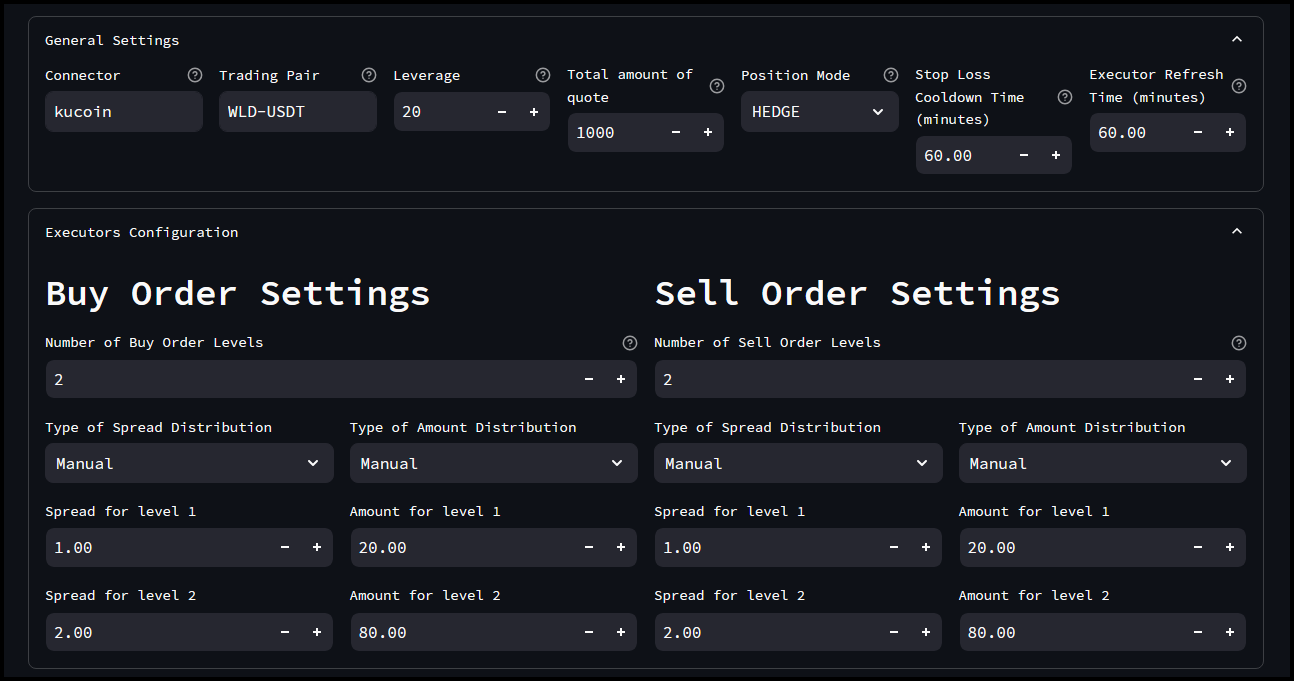 General Settings
Connector
Trading Pair
Leverage
Total amount of
quote
Position Mode
Stop Loss
Cooldown Time
(minutes)
Executor Refresh
Time (minutes)
kucoin
WLD-USDT
20
1000
HEDGE
60.00
60.00
Executors Configuration
Buy Order Settings
Sell Order Settings
Number of Buy Order Levels
Number of Sell Order Levels
2
2
Type of Spread Distribution
Type of Amount Distribution
Type of Spread Distribution
Type of Amount Distribution
Manual
Manual
Manual
Manual
Spread for level 1
Amount for level 1
Spread for level 1
Amount for level 1
1.00
20.00
1.00
20.00
Spread for level 2
Amount for level 2
Spread for level 2
Amount for level 2
2.00
80.00
2.00
80.00